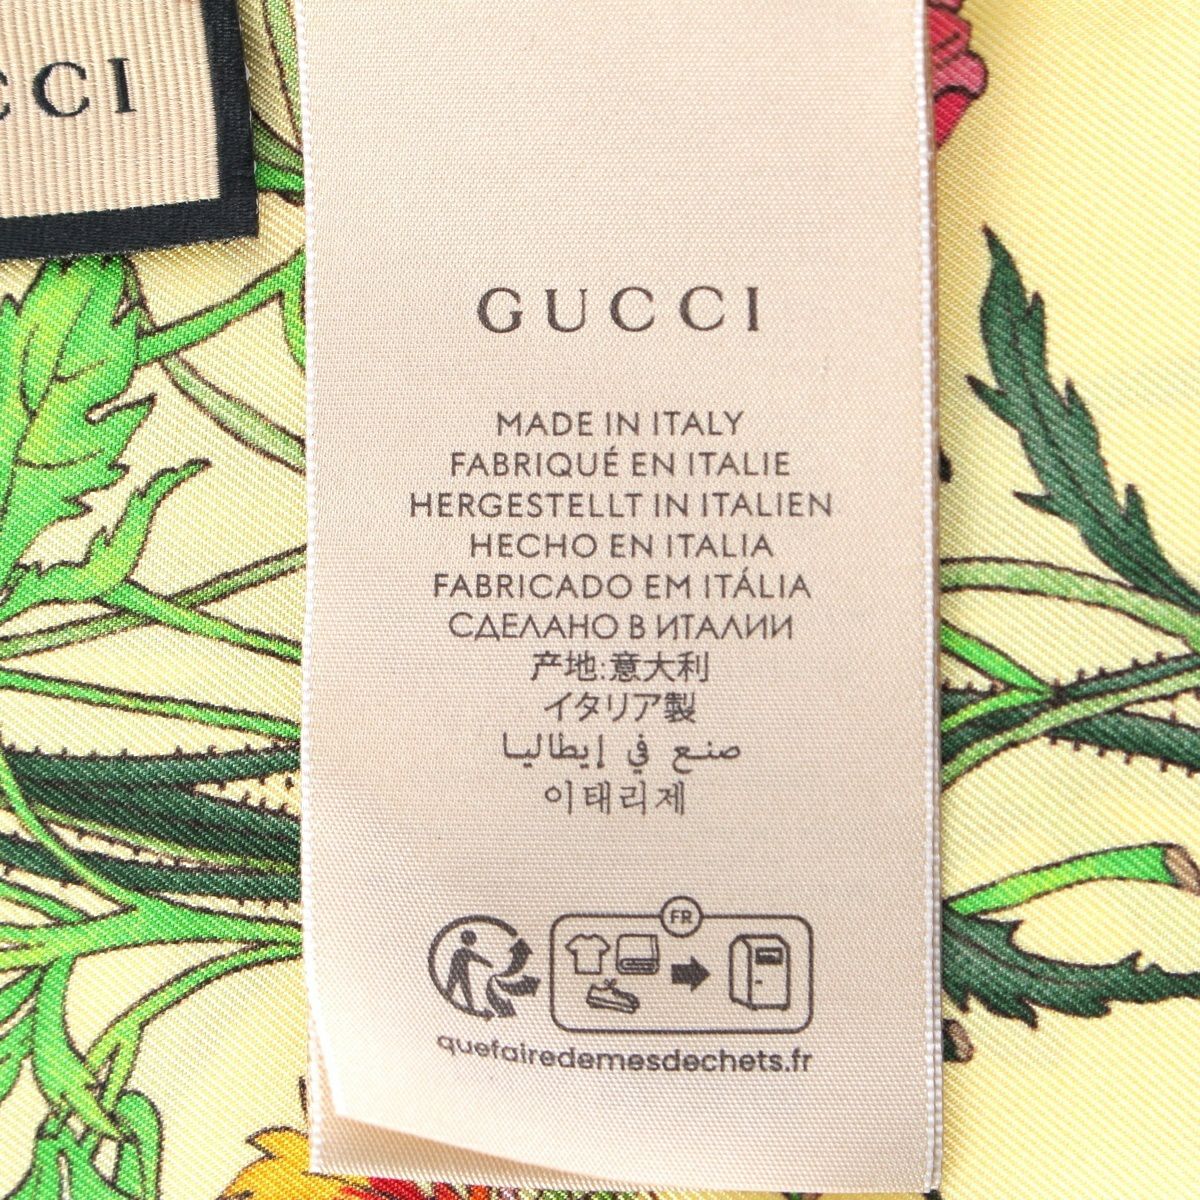 CCI
GUCCI
MADE IN ITALY
FABRIQUÉ EN ITALIE
HERGESTELLT IN ITALIEN
HECHO EN ITALIA
FABRICADO EM ITÁLIA
СДЕЛАНО В ИТАЛИИ
产地:意大利
イタリア製
صنع في إيطاليا
이태리제
FR
quefairedemesdechets.fr